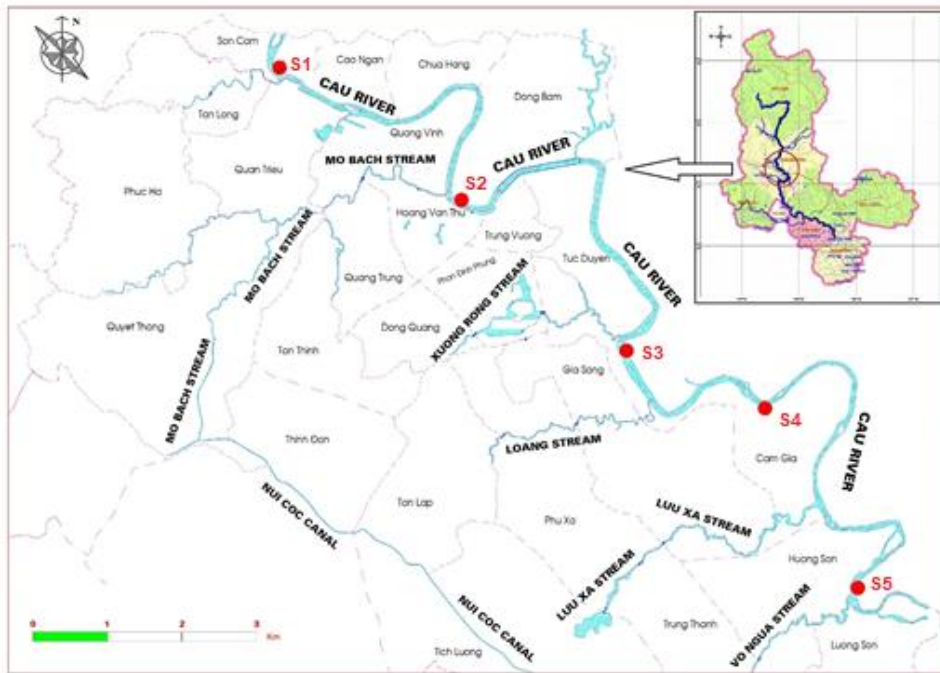 N
Son Cam
S1
Cao Ngan
Chua Hang
CAU RIVER
Dong Bam
Tan Long
Quang Vinh
MO BACH STREAM
CAU RIVER
Quan Trieu
Phuc Ha
S2
Hoang Van Thu
Trung Vuong
MO BACH STREAM
Quang Trung
Phan Dinh Phung
Tuc Duyen
CAU RIVER
XUONG RONG STREAM
Quyet Thong
Dong Quang
Tan Thinh
S3
Gia Sang
MO BACH STREAM
S4
Thinh Dan
LOANG STREAM
Cam Gia
CAU RIVER
NUI COC CANAL
Tan Lap
Phu Xa
LUU XA STREAM
LUU XA STREAM
Huong Son
S5
NUI COC CANAL
Trung Thanh
VO NGUA STREAM
Luong Son
Tich Luong
0 1 2 3
Km